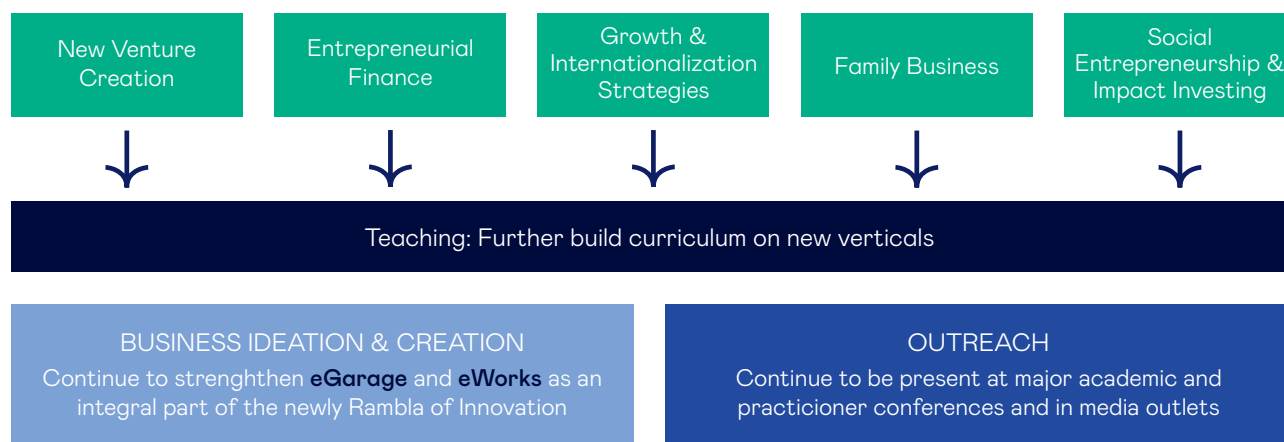 New Venture
Creation
Entrepreneurial
Finance
Growth &
Internationalization
Strategies
Family Business
Social
Entrepreneurship &
Impact Investing
Teaching: Further build curriculum on new verticals
BUSINESS IDEATION & CREATION
Continue to strenghthen eGarage and eWorks as an
integral part of the newly Rambla of Innovation
OUTREACH
Continue to be present at major academic and
practicioner conferences and in media outlets